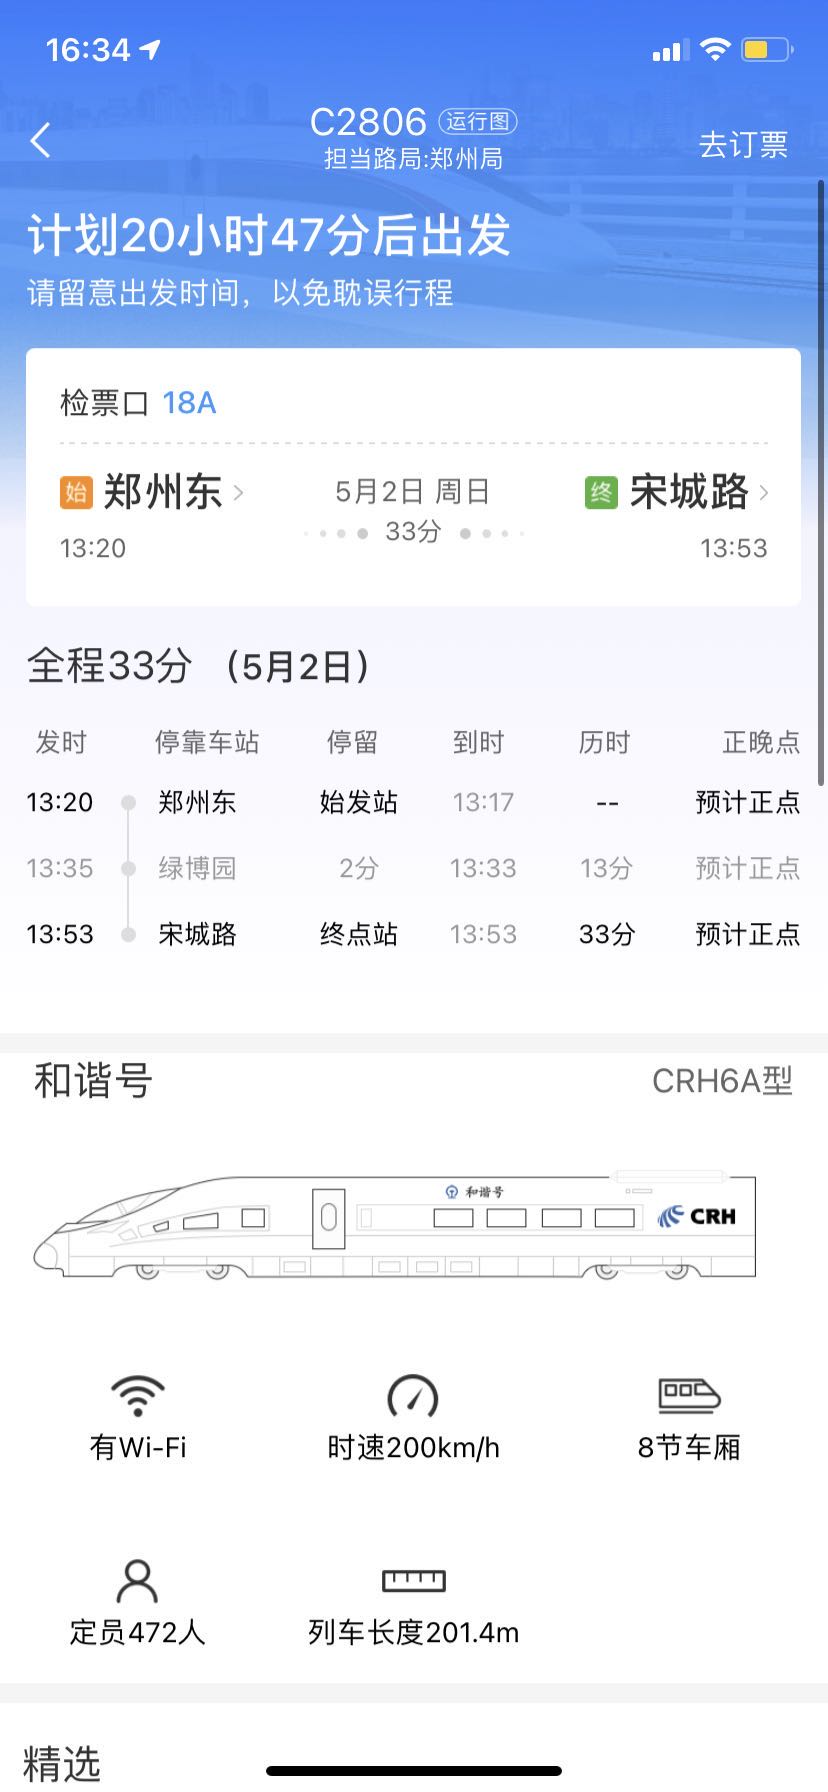 16:34
C2806 运行图
担当路局:郑州局
去订票
计划20小时47分后出发
请留意出发时间，以免耽误行程
检票口 18A
始 郑州东 5月2日 周日 终 宋城路
13:20 33分 13:53
全程33分 （5月2日）
发时 停靠车站 停留 到时 历时 正晚点
13:20 郑州东 始发站 13:17 -- 预计正点
13:35 绿博园 2分 13:33 13分 预计正点
13:53 宋城路 终点站 13:53 33分 预计正点
和谐号 CRH6A型
和谐号
CRH
有Wi-Fi 时速200km/h 8节车厢
定员472人 列车长度201.4m
精选